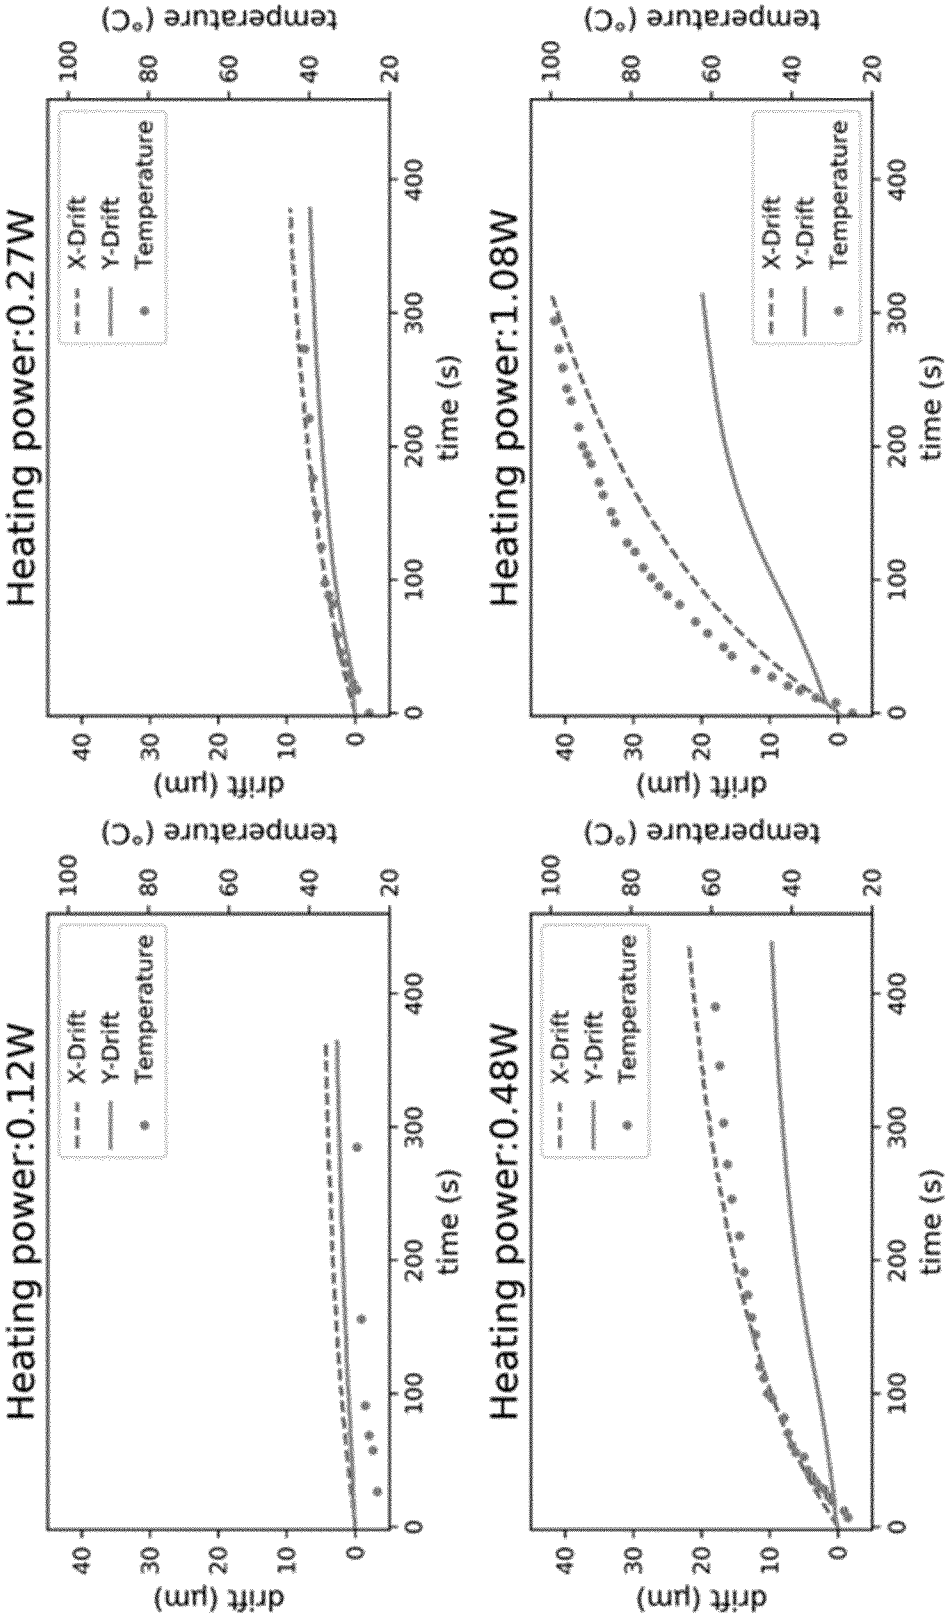 Heating power:0.12W
40
30
20
10
0
drift (μm)
0
100
200
300
400
time (s)
100
80
60
40
20
temperature (°C)
X-Drift
Y-Drift
Temperature
Heating power:0.27W
40
30
20
10
0
drift (μm)
0
100
200
300
400
time (s)
100
80
60
40
20
temperature (°C)
X-Drift
Y-Drift
Temperature
Heating power:0.48W
40
30
20
10
0
drift (μm)
0
100
200
300
400
time (s)
100
80
60
40
20
temperature (°C)
X-Drift
Y-Drift
Temperature
Heating power:1.08W
40
30
20
10
0
drift (μm)
0
100
200
300
400
time (s)
100
80
60
40
20
temperature (°C)
X-Drift
Y-Drift
Temperature